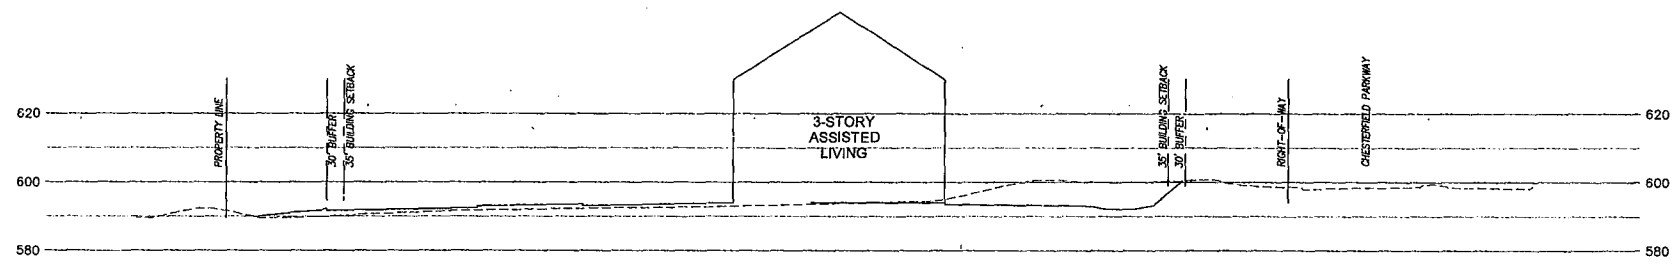 PROPERTY LINE
30' BUFFER
35' BUILDING SETBACK
3-STORY
ASSISTED
LIVING
35' BUILDING SETBACK
30' BUFFER
RIGHT-OF-WAY
CHESTERFIELD PARKWAY
620
620
600
600
580
580